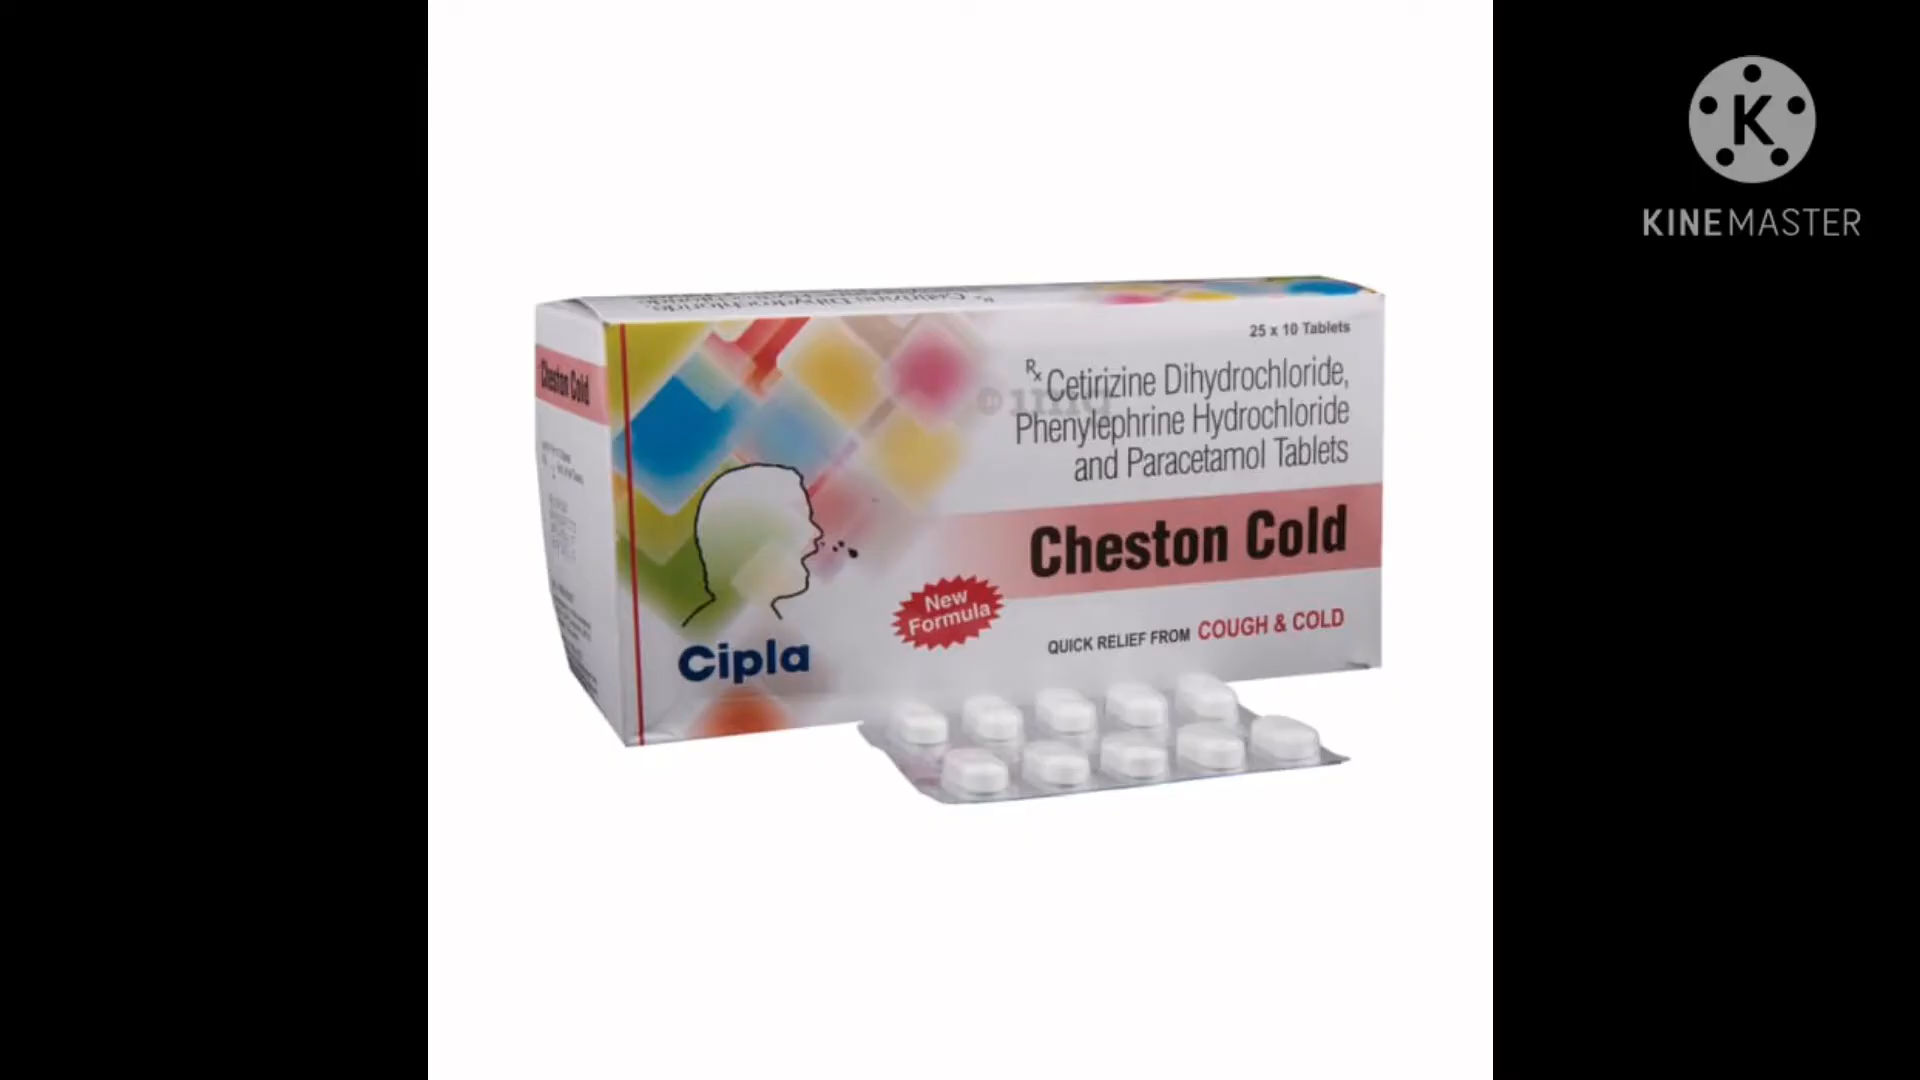 K
KINEMASTER
25 x 10 Tablets
Rx Cetirizine Dihydrochloride,
Phenylephrine Hydrochloride
and Paracetamol Tablets
Cheston Cold
Cheston Cold
New
Formula
QUICK RELIEF FROM COUGH & COLD
Cipla